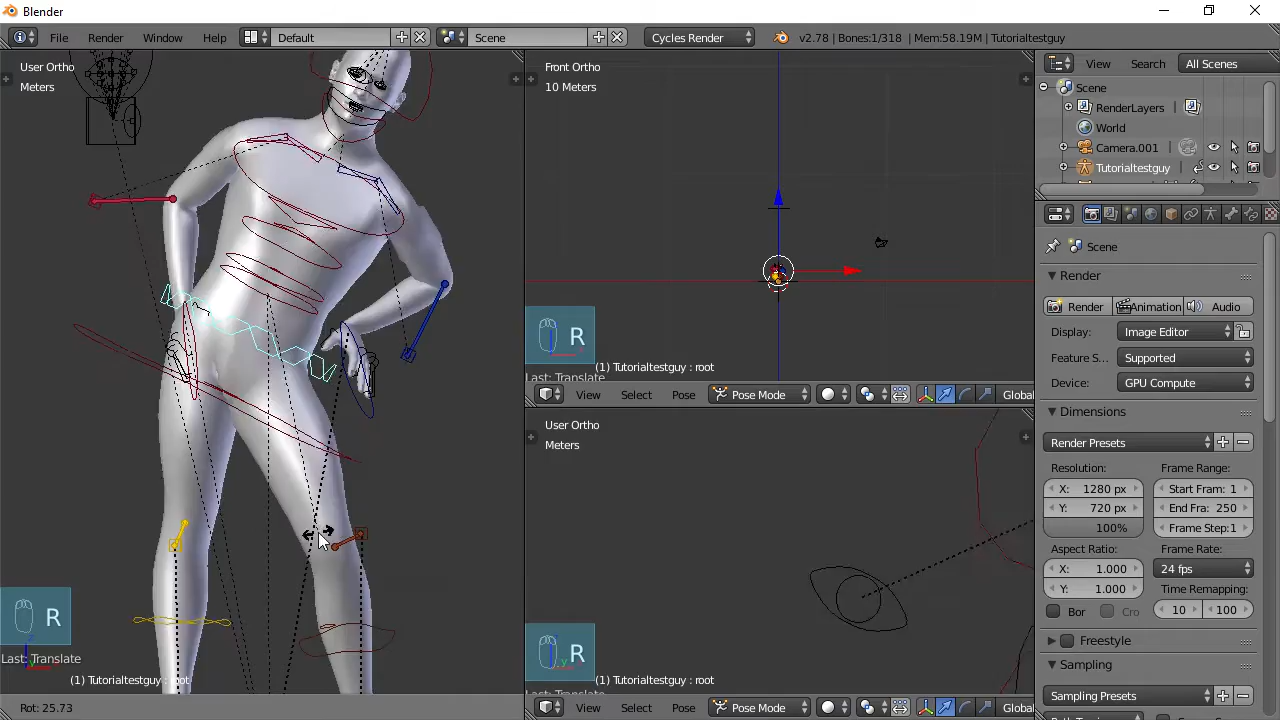 Blender
File Render Window Help Default Scene Cycles Render v2.78 | Bones:1/318 | Mem:58.19M | Tutorialtestguy
User Ortho
Meters
Front Ortho
10 Meters
View Search All Scenes
Scene
RenderLayers
World
Camera.001
Tutorialtestguy
Scene
Render
Render Animation Audio
Display: Image Editor
Feature S... Supported
Device: GPU Compute
R
(1) Tutorialtestguy : root
Last: Translate
View Select Pose Pose Mode Global
Dimensions
Render Presets
Resolution: Frame Range:
X: 1280 px Start Fram: 1
Y: 720 px End Fra: 250
100% Frame Step:1
Aspect Ratio: Frame Rate:
X: 1.000 24 fps
Y: 1.000 Time Remapping:
Bor Cro 10 100
Freestyle
Sampling
Sampling Presets
User Ortho
Meters
R
(1) Tutorialtestguy : root
View Select Pose Pose Mode Global
R
Last: Translate
(1) Tutorialtestguy : root
Rot: 25.73